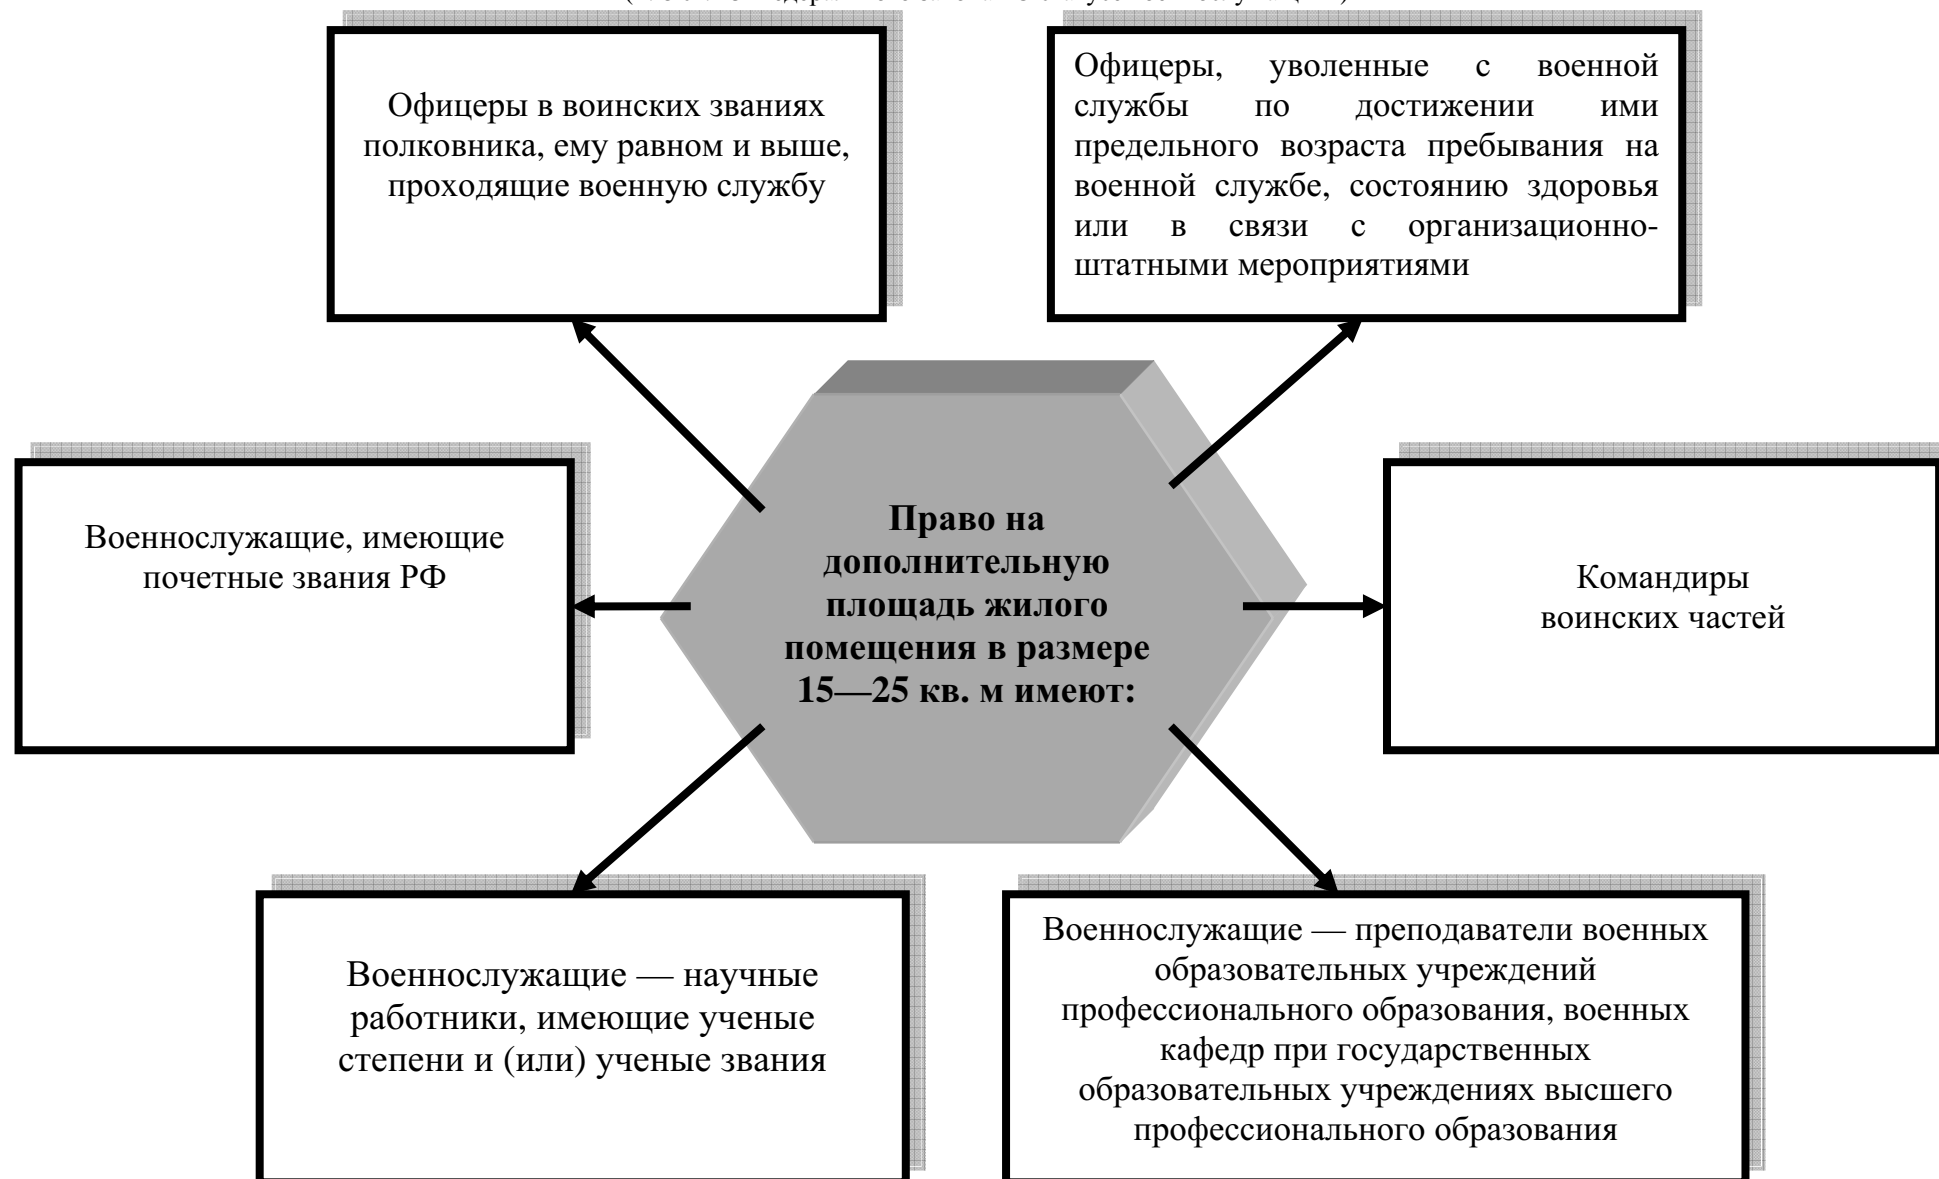 Офицеры в воинских званиях
полковника, ему равном и выше,
проходящие военную службу
Офицеры, уволенные с военной
службы по достижении ими
предельного возраста пребывания на
военной службе, состоянию здоровья
или в связи с организационно-
штатными мероприятиями
Военнослужащие, имеющие
почетные звания РФ
Право на
дополнительную
площадь жилого
помещения в размере
15—25 кв. м имеют:
Командиры
воинских частей
Военнослужащие — научные
работники, имеющие ученые
степени и (или) ученые звания
Военнослужащие — преподаватели военных
образовательных учреждений
профессионального образования, военных
кафедр при государственных
образовательных учреждениях высшего
профессионального образования